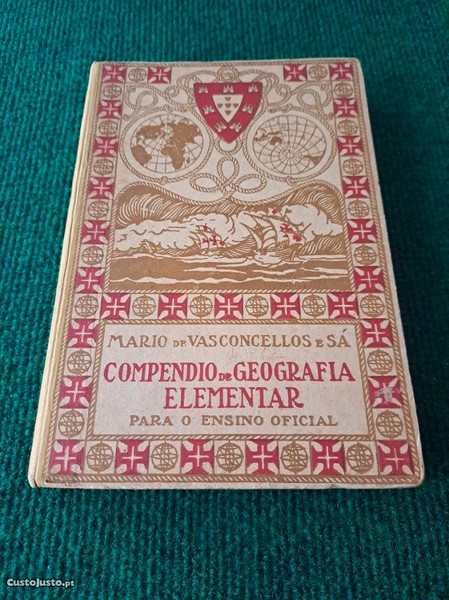 MARIO DE VASCONCELLOS E SÁ
COMPENDIO DE GEOGRAFIA
ELEMENTAR
PARA O ENSINO OFICIAL
CustoJusto.pt